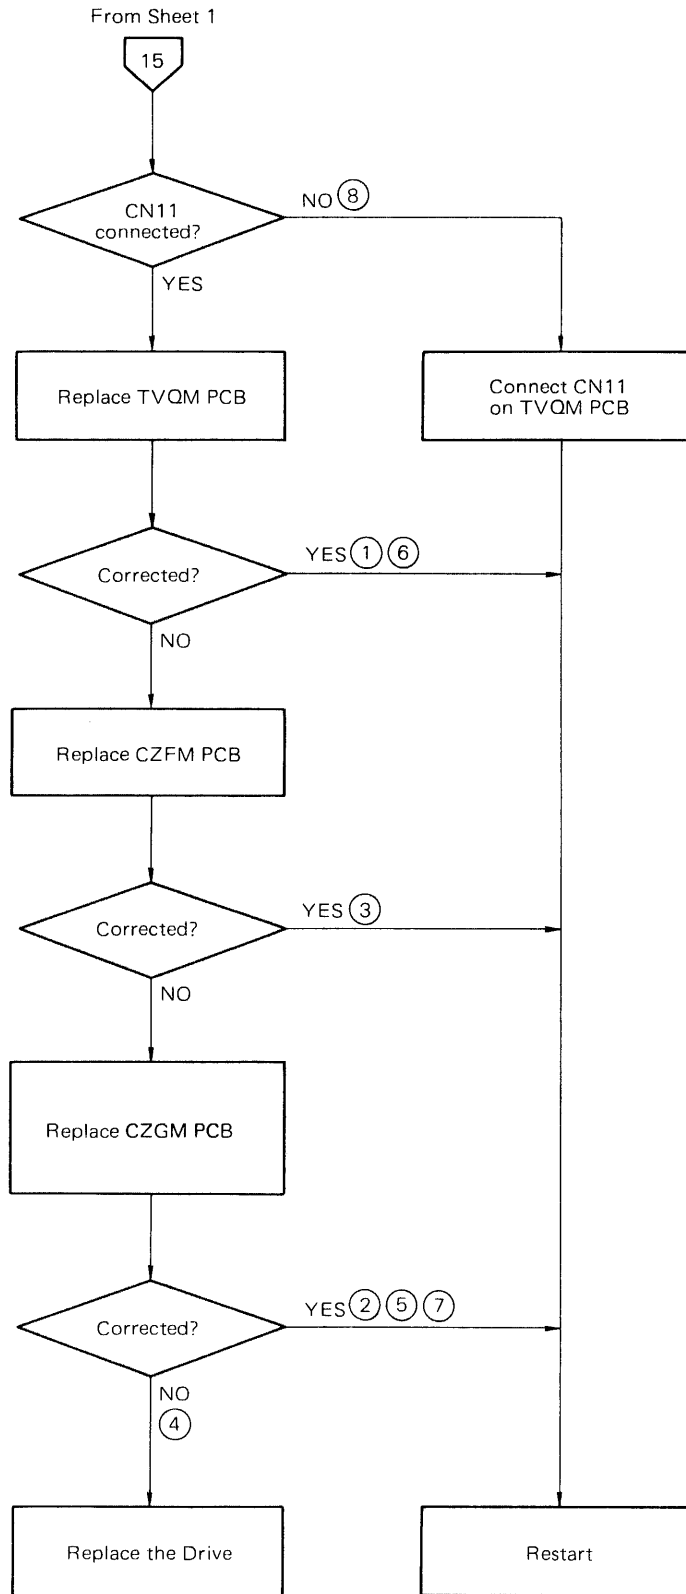 From Sheet 1
15
CN11
connected?
NO 8
YES
Replace TVQM PCB
Connect CN11
on TVQM PCB
Corrected?
YES 1 6
NO
Replace CZFM PCB
Corrected?
YES 3
NO
Replace CZGM PCB
Corrected?
YES 2 5 7
NO
4
Replace the Drive
Restart